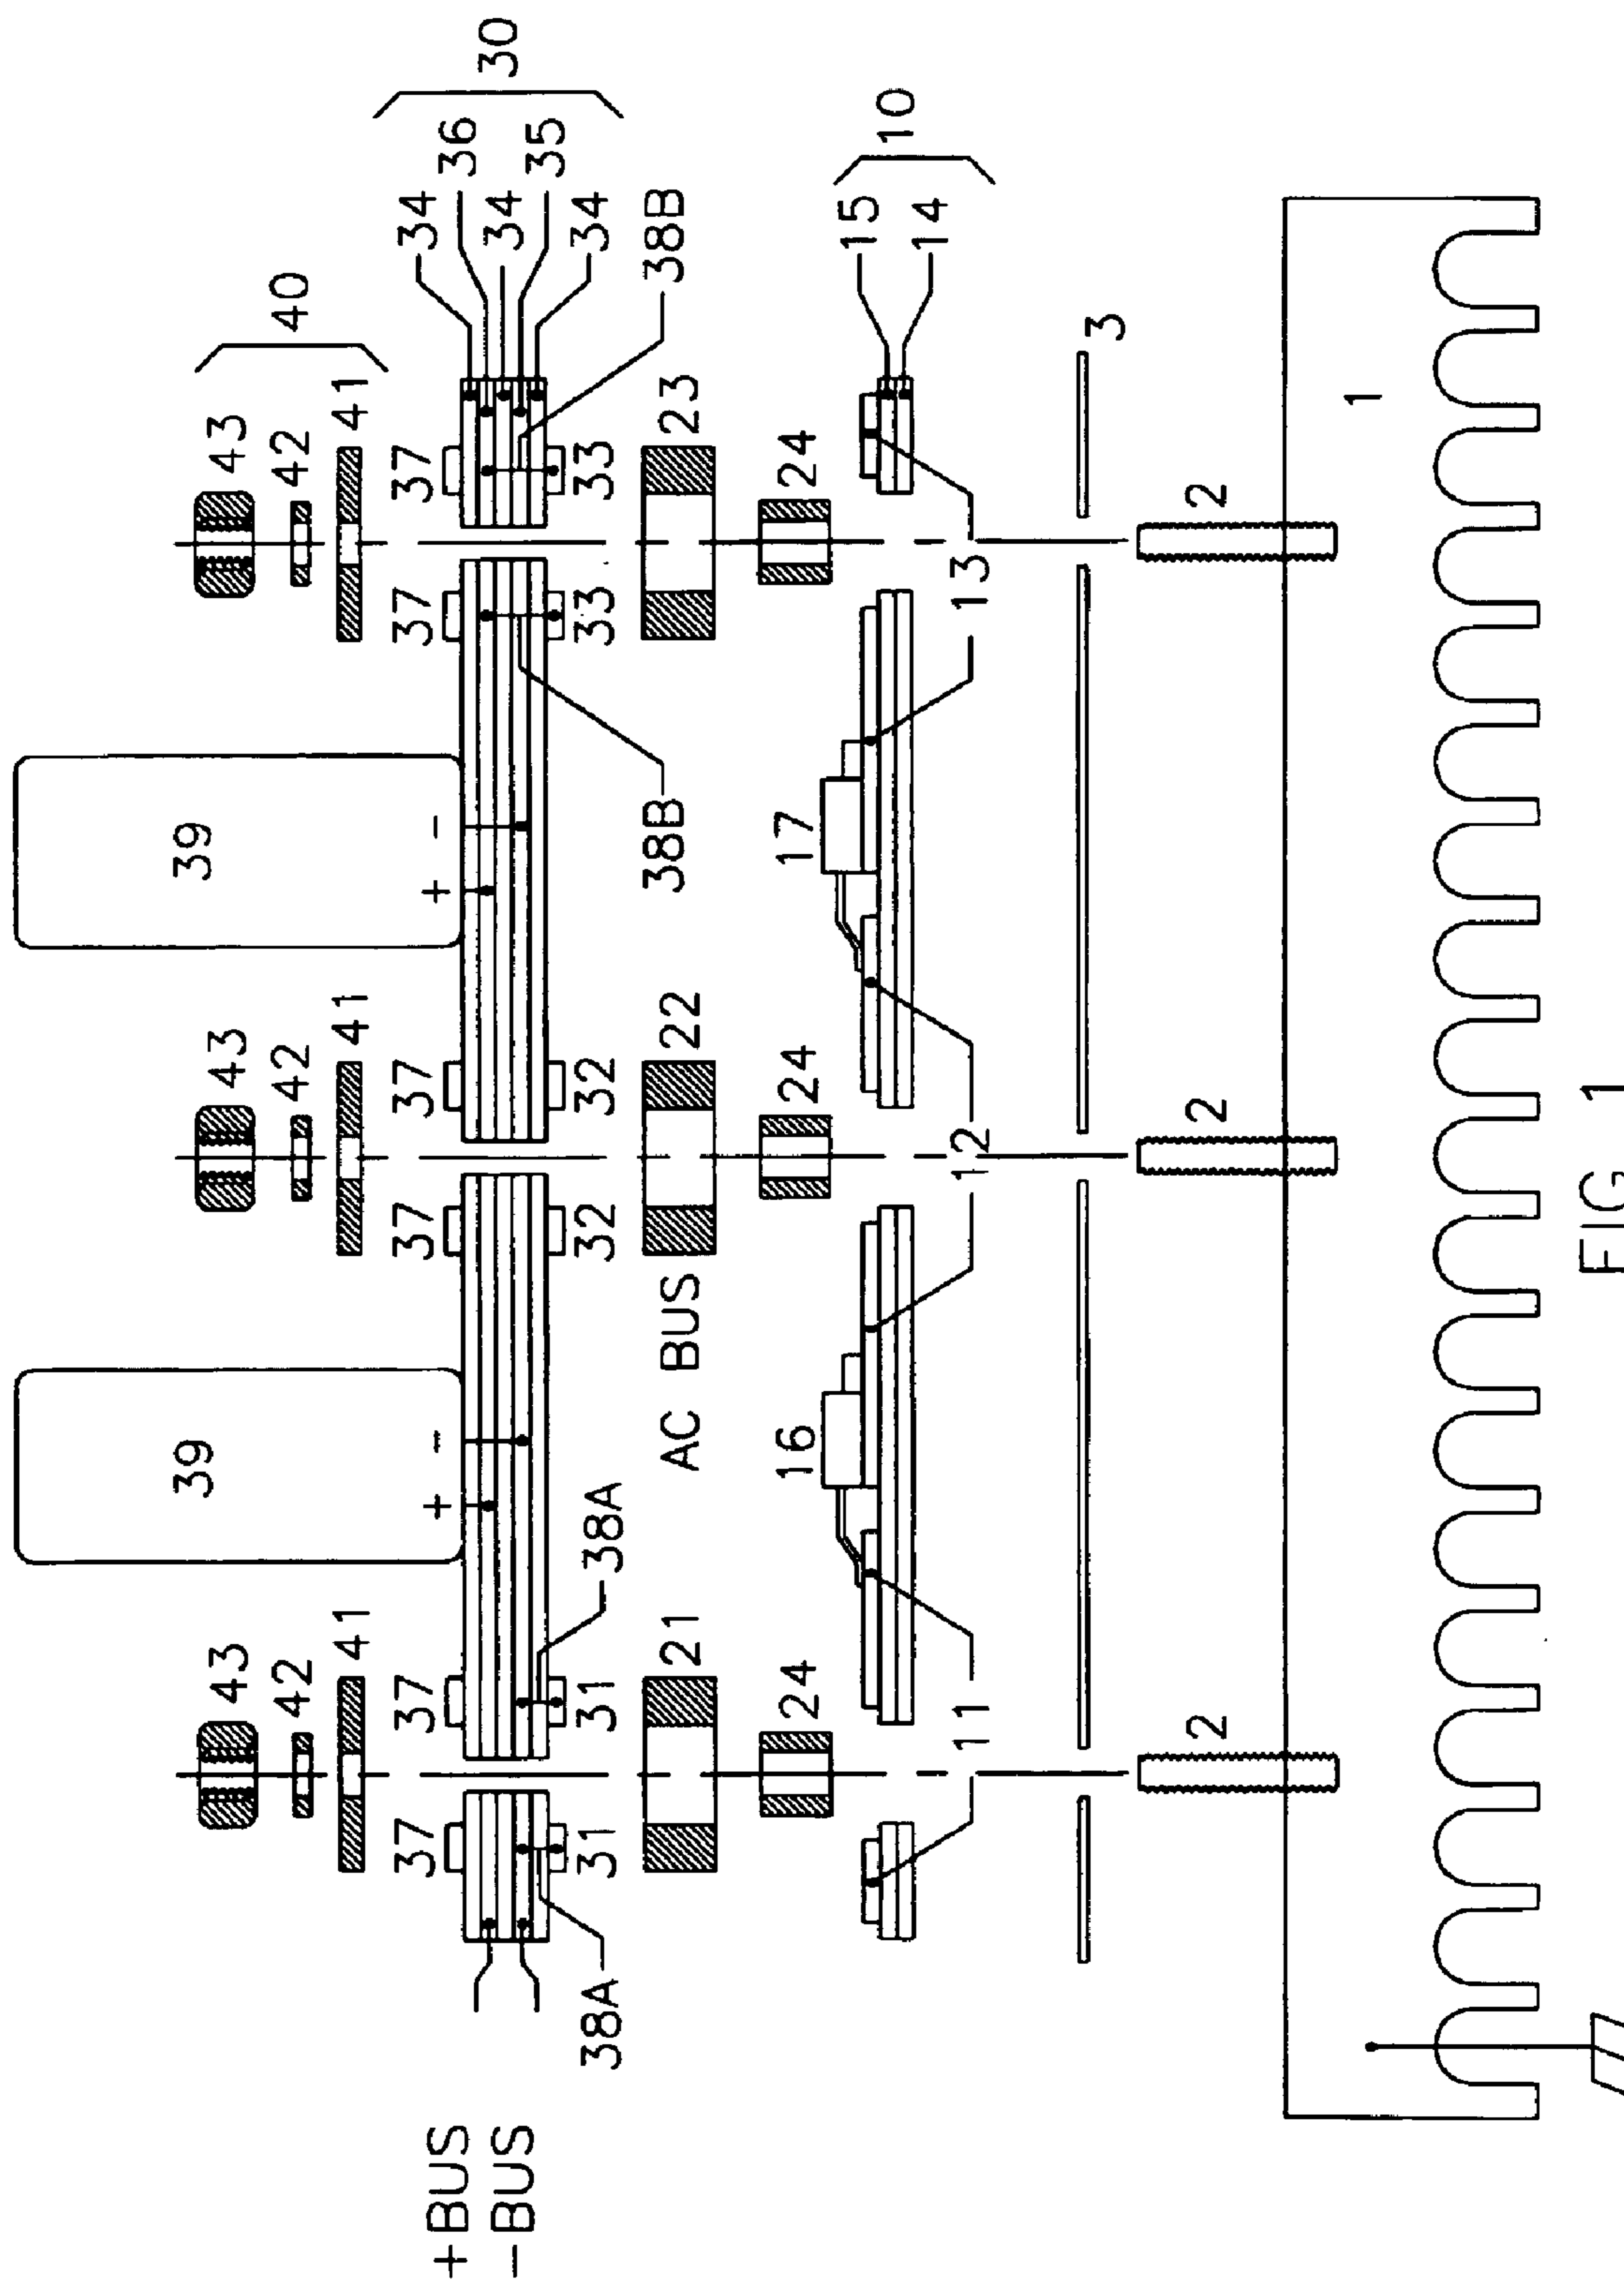 39 39
43 43 43
42 42 42 40
41 41 41
37 37 37 37 37 37 34
+ - + -
+BUS 36
30
-BUS 34
35
38A 31 31 38A 32 32 33 33 34
38B 38B
21 AC BUS 22 23
24 16 24 17 24
15
10
14
11 12 13
3
2 2 2
1
FIG. 1